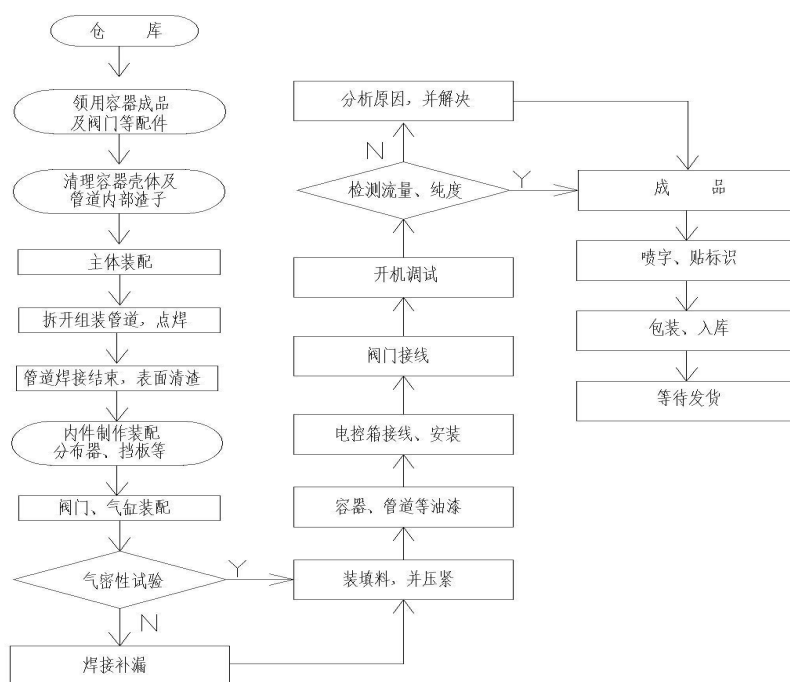 仓 库
领用容器成品
及阀门等配件
清理容器壳体及
管道内部渣子
主体装配
拆开组装管道，点焊
管道焊接结束，表面清渣
内件制作装配
分布器、挡板等
阀门、气缸装配
气密性试验
Y
N
焊接补漏
装填料，并压紧
容器、管道等油漆
电控箱接线、安装
阀门接线
开机调试
检测流量、纯度
N
Y
分析原因，并解决
成 品
喷字、贴标识
包装、入库
等待发货